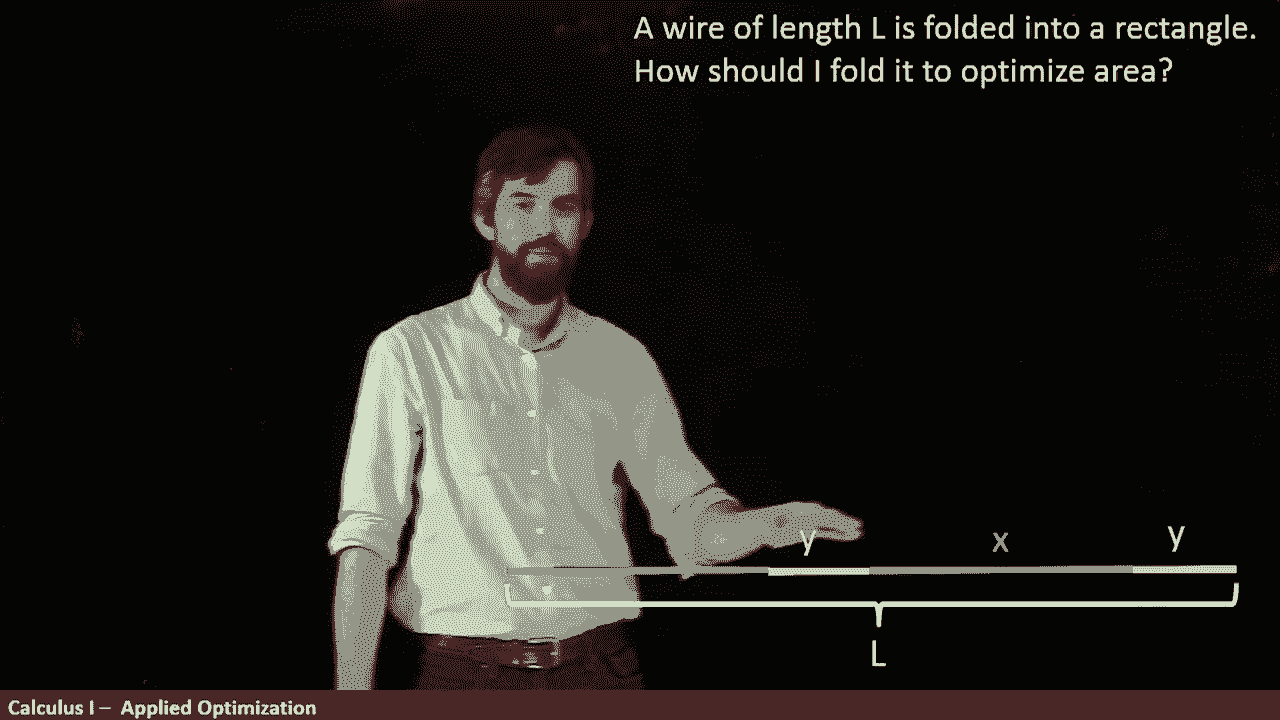 A wire of length L is folded into a rectangle.
How should I fold it to optimize area?
y x y
L
Calculus I – Applied Optimization